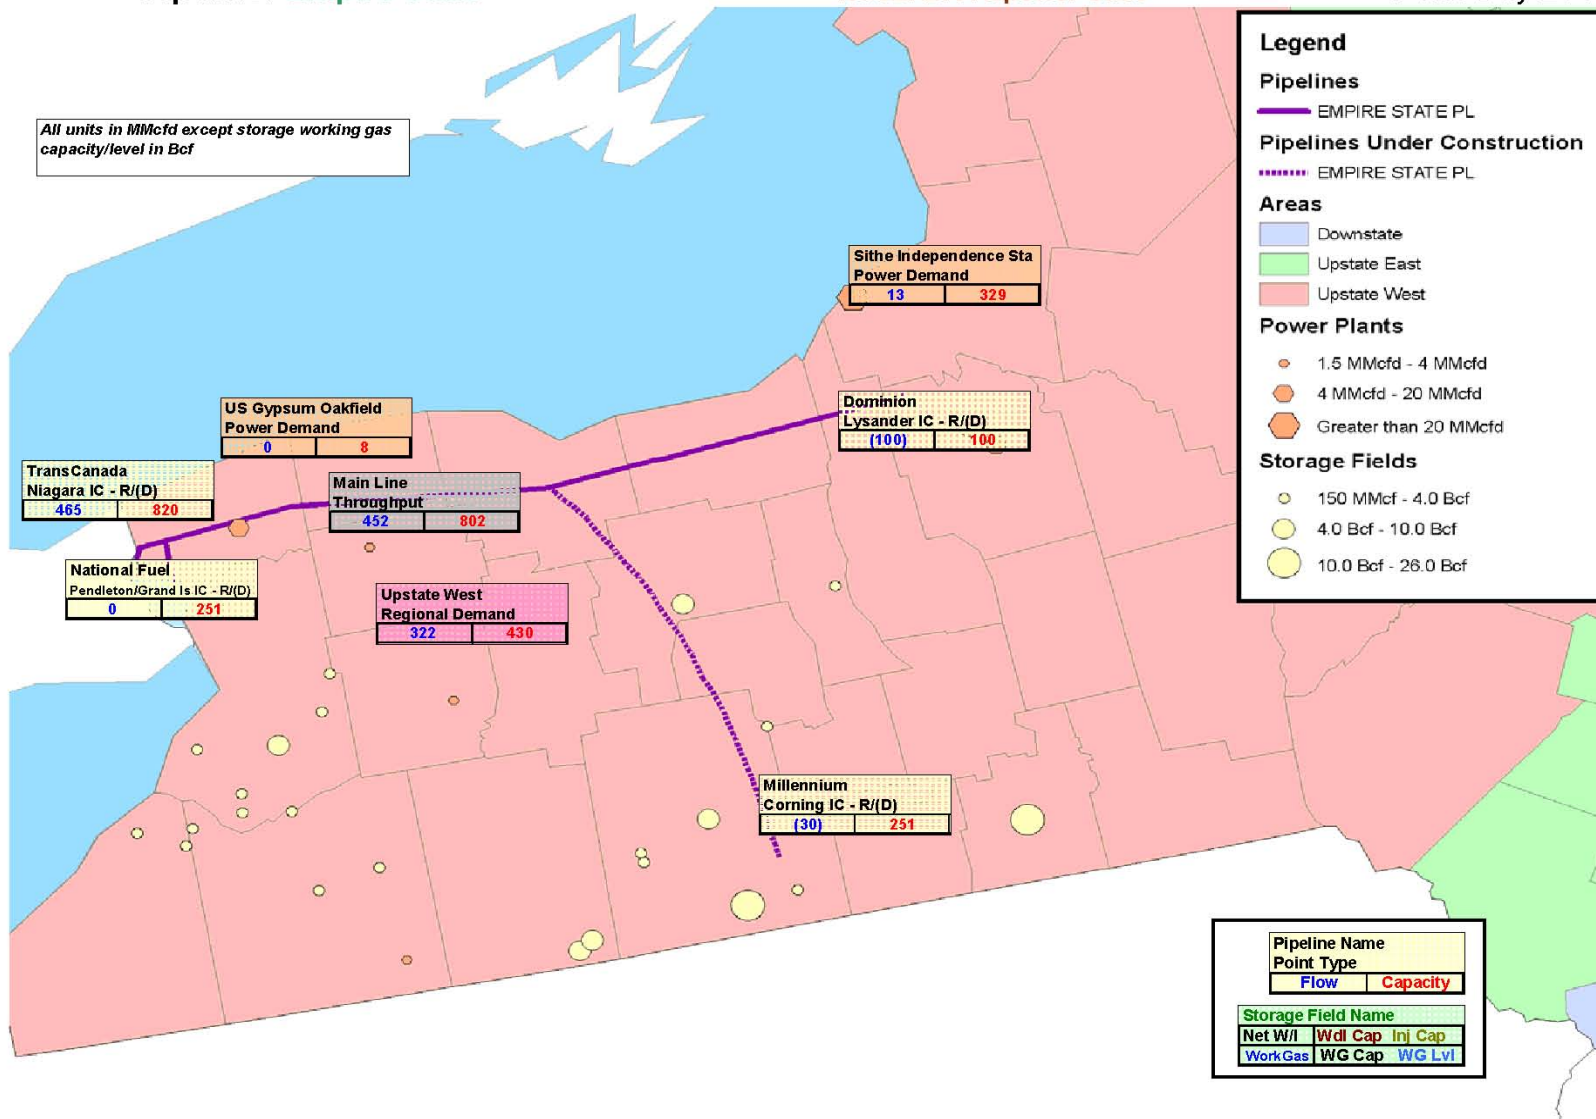 Legend
Pipelines
EMPIRE STATE PL
Pipelines Under Construction
EMPIRE STATE PL
Areas
Downstate
Upstate East
Upstate West
Power Plants
1.5 MMcfd - 4 MMcfd
4 MMcfd - 20 MMcfd
Greater than 20 MMcfd
Storage Fields
150 MMcf - 4.0 Bcf
4.0 Bcf - 10.0 Bcf
10.0 Bcf - 26.0 Bcf
All units in MMcfd except storage working gas
capacity/level in Bcf
Sithe Independence Sta
Power Demand
13 329
US Gypsum Oakfield
Power Demand
0 8
Dominion
Lysander IC - R/(D)
(100) 100
TransCanada
Niagara IC - R/(D)
465 820
Main Line
Throughput
452 802
National Fuel
Pendleton/Grand Is IC - R/(D)
0 251
Upstate West
Regional Demand
322 430
Millennium
Corning IC - R/(D)
(30) 251
Pipeline Name
Point Type
Flow Capacity
Storage Field Name
Net W/I Wdl Cap Inj Cap
WorkGas WG Cap WG Lvl